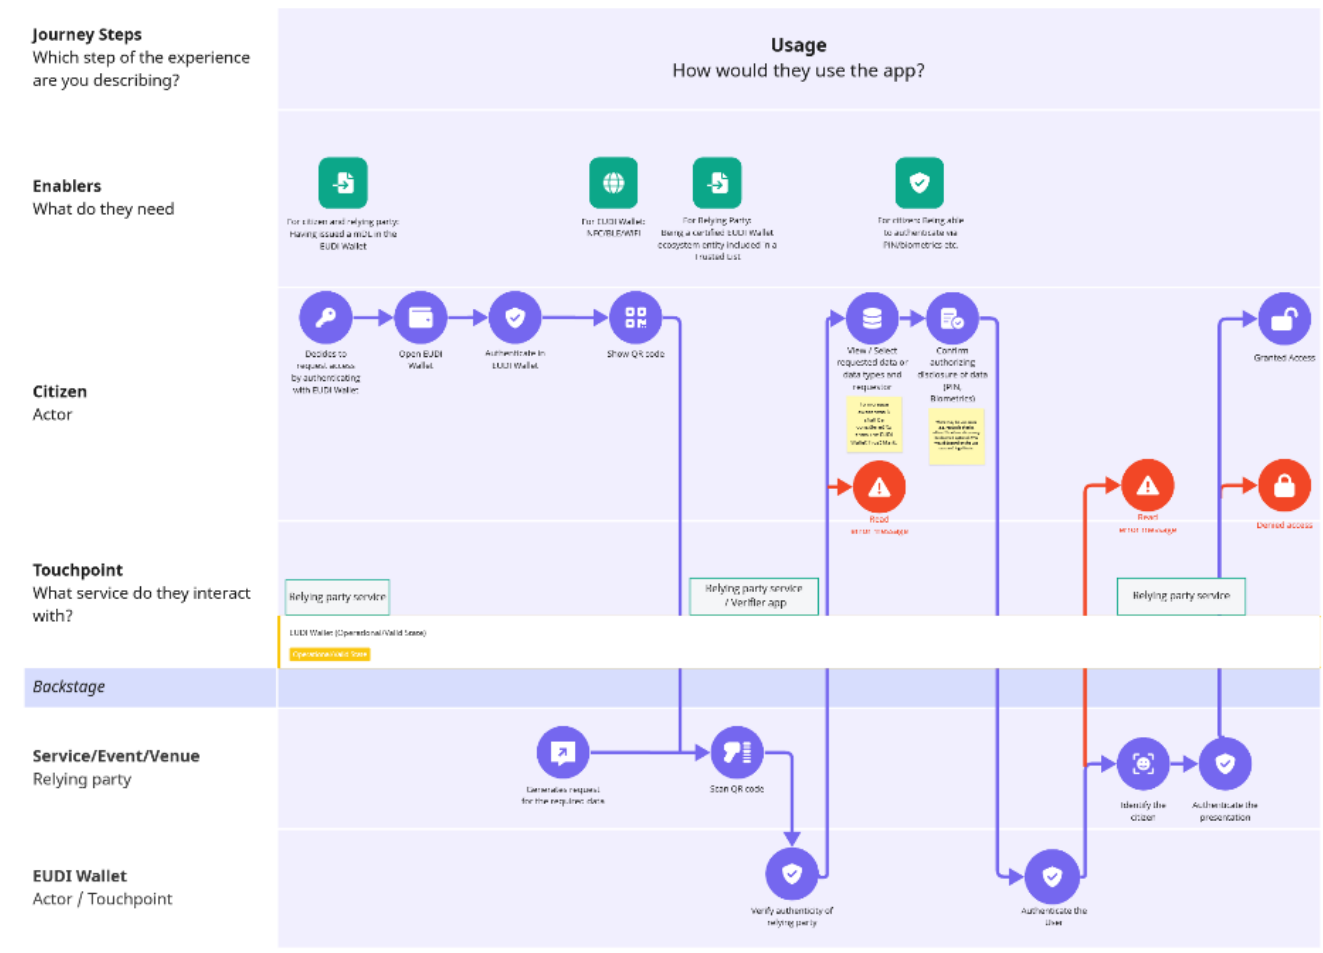 Journey Steps
Which step of the experience
are you describing?
Usage
How would they use the app?
Enablers
What do they need
For citizen and relying party:
Having issued a mDL in the
EUDI Wallet
For EUDI Wallet:
NFC/BLE/WIFI
For Relying Party:
Being a certified EUDI Wallet
ecosystem entity included in a
Trusted List
For citizen: Being able
to authenticate via
PIN/biometrics etc.
Citizen
Actor
Decides to
request access
by authenticating
with EUDI Wallet
Open EUDI
Wallet
Authenticate in
EUDI Wallet
Show QR code
View / Select
requested data or
data types and
requestor
Confirm
authorizing
disclosure of data
(PIN,
Biometrics)
Granted Access
Read
error message
Read
error message
Denied access
Touchpoint
What service do they interact
with?
Relying party service
Relying party service
/ Verifier app
Relying party service
EUDI Wallet (Operational/Valid State)
Operational/Valid State
Backstage
Service/Event/Venue
Relying party
Generates request
for the required data
Scan QR code
Identify the
citizen
Authenticate the
presentation
EUDI Wallet
Actor / Touchpoint
Verify authenticity of
relying party
Authenticate the
User